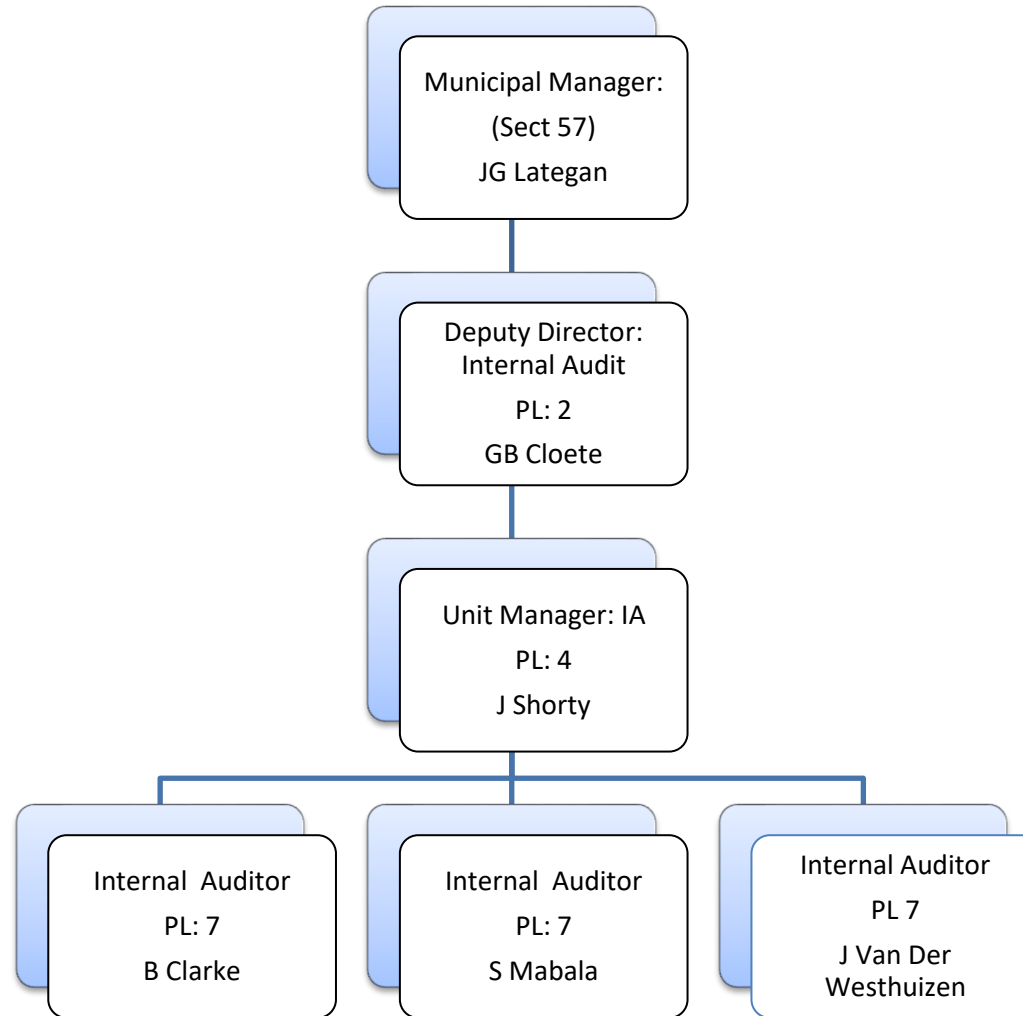 Municipal Manager:
(Sect 57)
JG Lategan
Deputy Director:
Internal Audit
PL: 2
GB Cloete
Unit Manager: IA
PL: 4
J Shorty
Internal Auditor
PL: 7
B Clarke
Internal Auditor
PL: 7
S Mabala
Internal Auditor
PL 7
J Van Der
Westhuizen